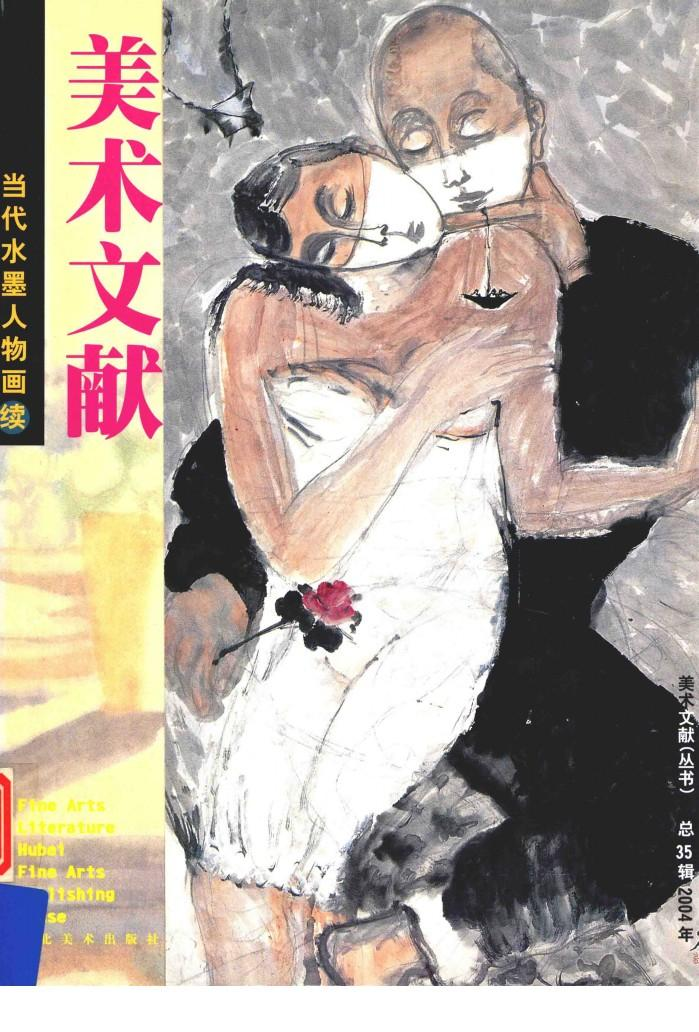 美术文献
当代水墨人物画续
Fine Arts
Literature
Hubei
Fine Arts
lishing
se
北美术出版社
美术文献(丛书) 总35辑 2004年